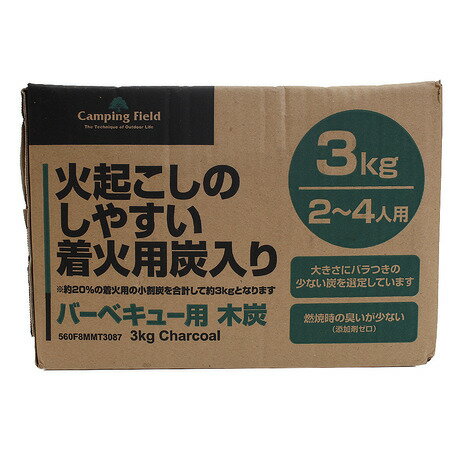 Camping Field
The Technique of Outdoor Life
火起こしの
しやすい
着火用炭入り
※約20%の着火用の小割炭を合計して約3kgとなります
バーベキュー用 木炭
560F8MMT3087 3kg Charcoal
3kg
2〜4人用
大きさにバラつきの
少ない炭を選定しています
燃焼時の臭いが少ない
(添加剤ゼロ)